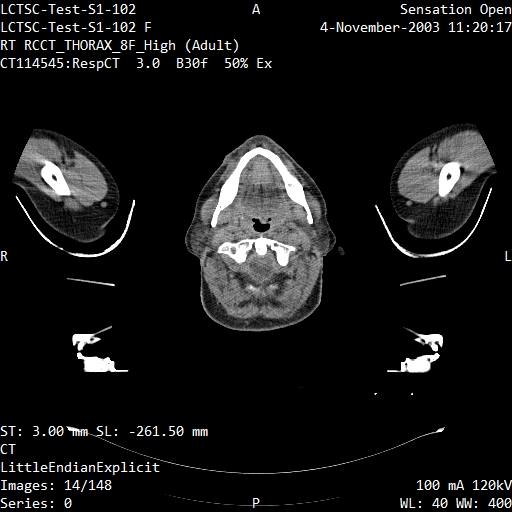 LCTSC-Test-S1-102 A Sensation Open
LCTSC-Test-S1-102 F 4-November-2003 11:20:17
RT RCCT_THORAX_8F_High (Adult)
CT114545:RespCT 3.0 B30f 50% Ex
R L
ST: 3.00 mm SL: -261.50 mm
CT
LittleEndianExplicit
Images: 14/148 100 mA 120kV
Series: 0 P WL: 40 WW: 400